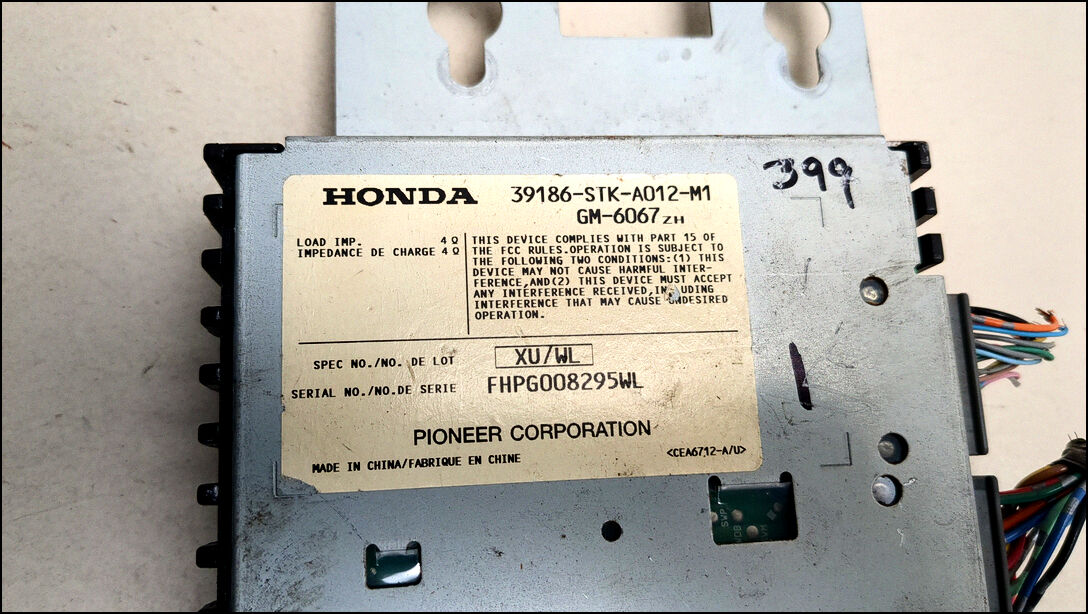 399
HONDA 39186-STK-A012-M1
GM-6067 ZH
LOAD IMP. 4Ω
IMPEDANCE DE CHARGE 4Ω
THIS DEVICE COMPLIES WITH PART 15 OF
THE FCC RULES.OPERATION IS SUBJECT TO
THE FOLLOWING TWO CONDITIONS:(1) THIS
DEVICE MAY NOT CAUSE HARMFUL INTER-
FERENCE,AND(2) THIS DEVICE MUST ACCEPT
ANY INTERFERENCE RECEIVED,INCLUDING
INTERFERENCE THAT MAY CAUSE UNDESIRED
OPERATION.
SPEC NO./NO. DE LOT XU/WL
SERIAL NO./NO.DE SERIE FHPG008295WL
PIONEER CORPORATION
MADE IN CHINA/FABRIQUE EN CHINE <CEA6712-A/U>
SWP